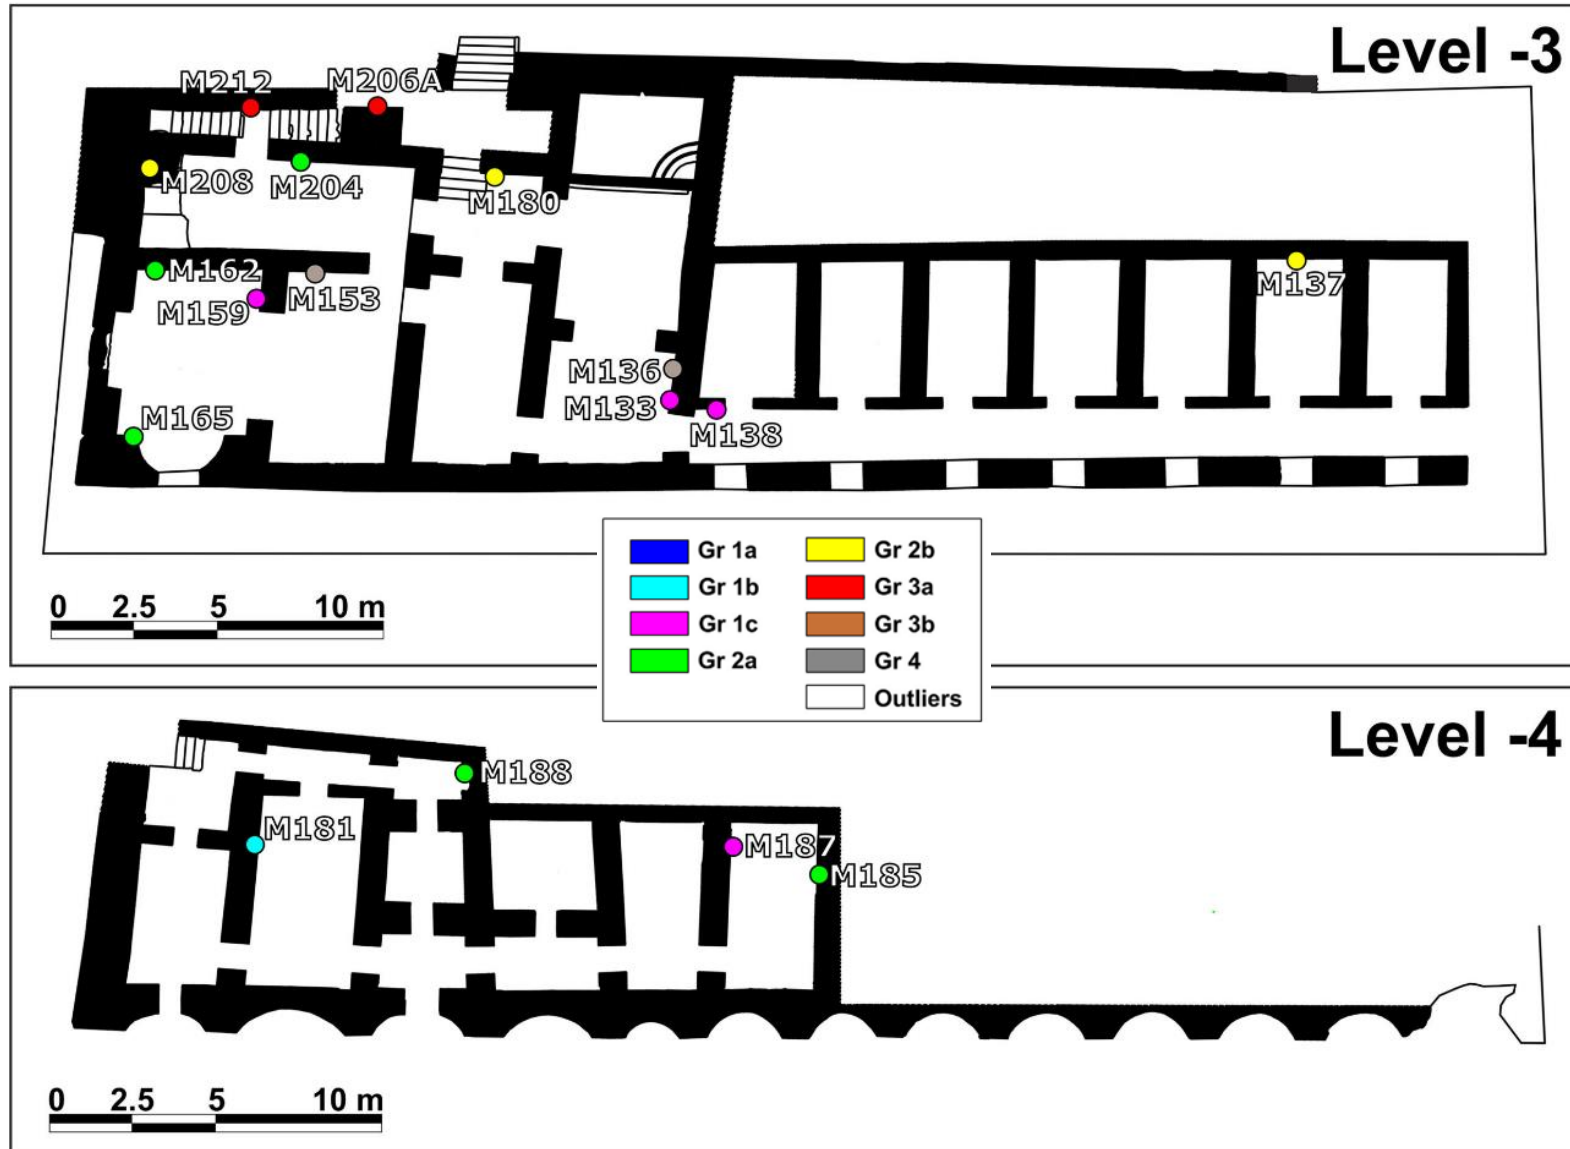 Level -3
M212
M206A
M208
M204
M180
M162
M159
M153
M137
M136
M133
M138
M165
0 2.5 5 10 m
Gr 1a
Gr 1b
Gr 1c
Gr 2a
Gr 2b
Gr 3a
Gr 3b
Gr 4
Outliers
Level -4
M188
M181
M187
M185
0 2.5 5 10 m